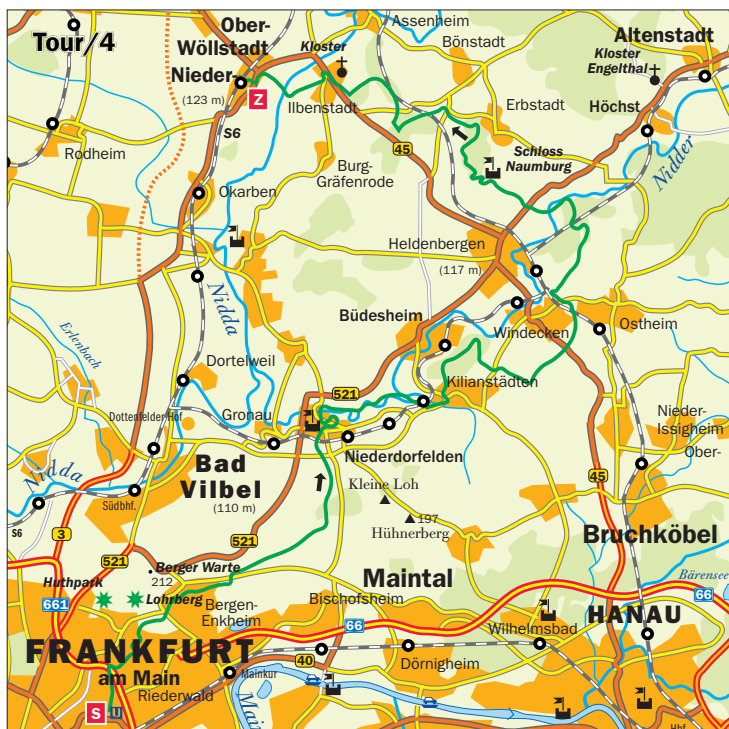 Tour/4
Ober-
Wöllstadt
Nieder-
(123 m)
Z
Kloster
Ilbenstadt
Assenheim
Bönstadt
Altenstadt
Kloster
Engelthal
Höchst
Erbstadt
Rodheim
S6
Okarben
Burg-
Gräfenrode
45
Schloss
Naumburg
Nidder
Heldenbergen
(117 m)
Nidda
Büdesheim
Windecken
Ostheim
Erlenbach
Dortelweil
Kilianstädten
521
Dottenfelder Hof
Gronau
Nieder-
Issigheim
Ober-
Nidda
Bad
Vilbel
(110 m)
Niederdorfelden
Südbhf.
Kleine Loh
197
Hühnerberg
45
S6
3
521
521
Bruchköbel
Berger Warte
212
Huthpark
Lohrberg
661
Bergen-
Enkheim
Maintal
Bischofsheim
Bärensee
66
66
HANAU
Wilhelmsbad
FRANKFURT
am Main
Riederwald
Mainkur
40
Dörnigheim
S
U
Main
Hbf.